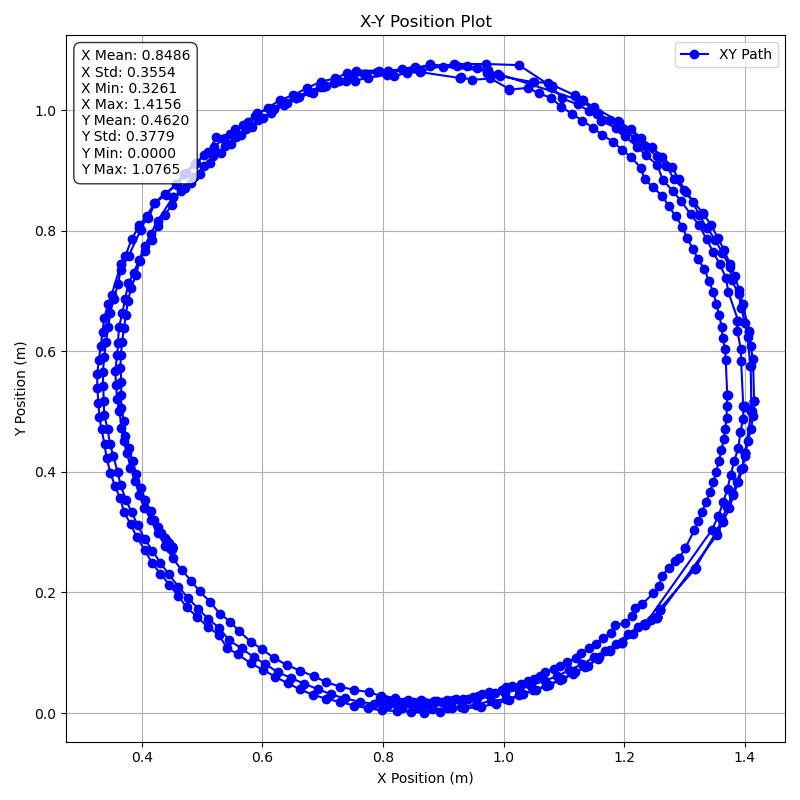 X-Y Position Plot
X Mean: 0.8486
X Std: 0.3554
X Min: 0.3261
X Max: 1.4156
Y Mean: 0.4620
Y Std: 0.3779
Y Min: 0.0000
Y Max: 1.0765
XY Path
1.0
0.8
0.6
0.4
0.2
0.0
Y Position (m)
0.4 0.6 0.8 1.0 1.2 1.4
X Position (m)